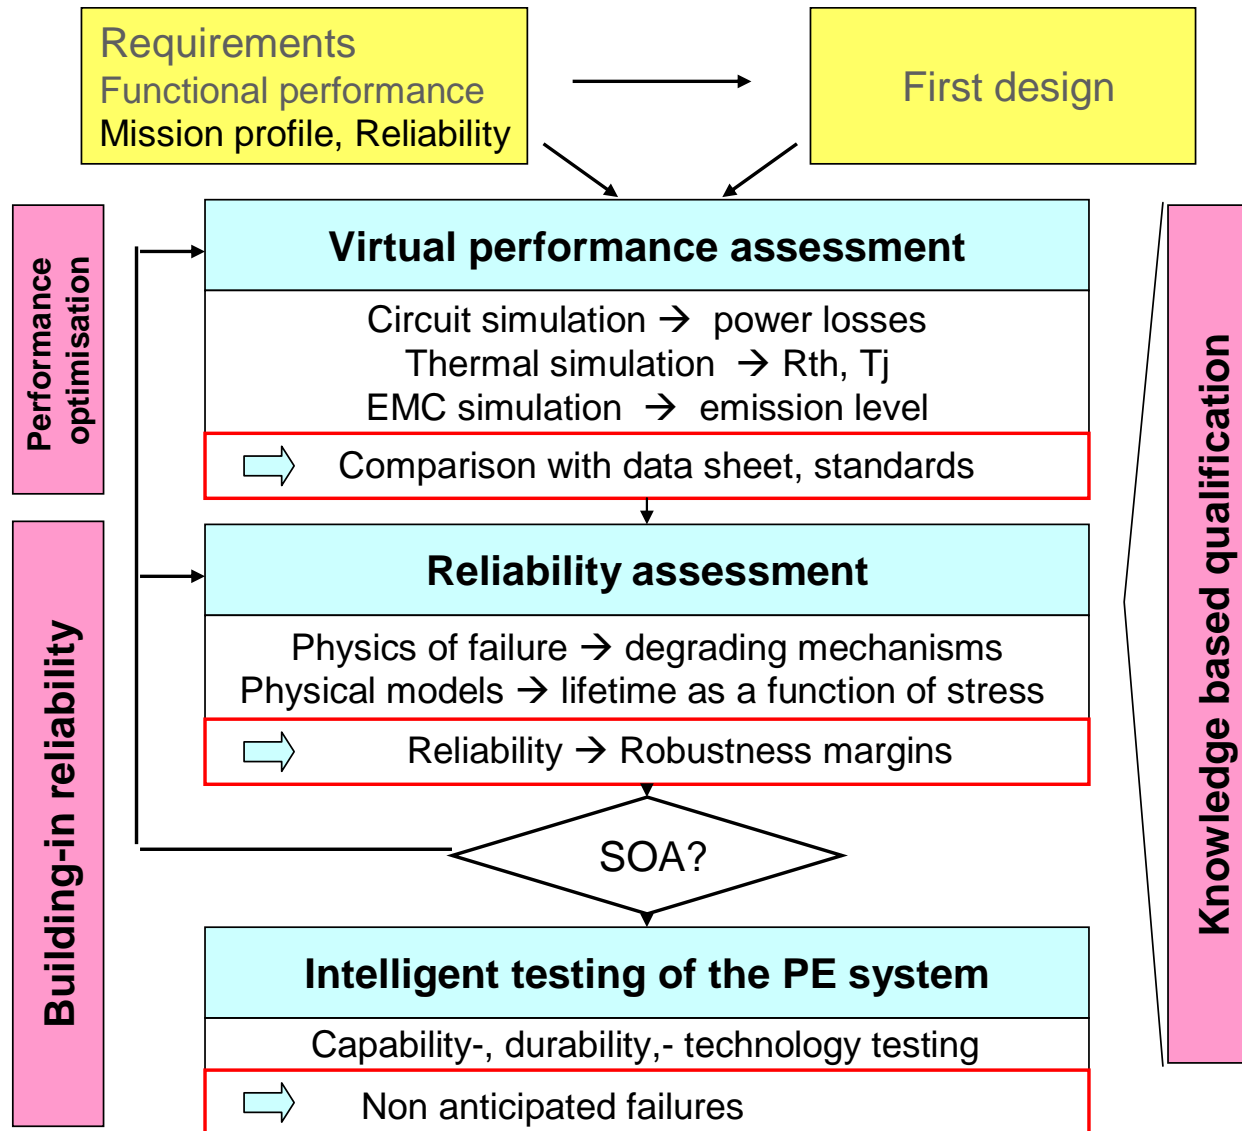 Requirements
Functional performance
Mission profile, Reliability
First design
Performance
optimisation
Virtual performance assessment
Circuit simulation → power losses
Thermal simulation → Rth, Tj
EMC simulation → emission level
Comparison with data sheet, standards
Building-in reliability
Reliability assessment
Physics of failure → degrading mechanisms
Physical models → lifetime as a function of stress
Reliability → Robustness margins
SOA?
Intelligent testing of the PE system
Capability-, durability,- technology testing
Non anticipated failures
Knowledge based qualification